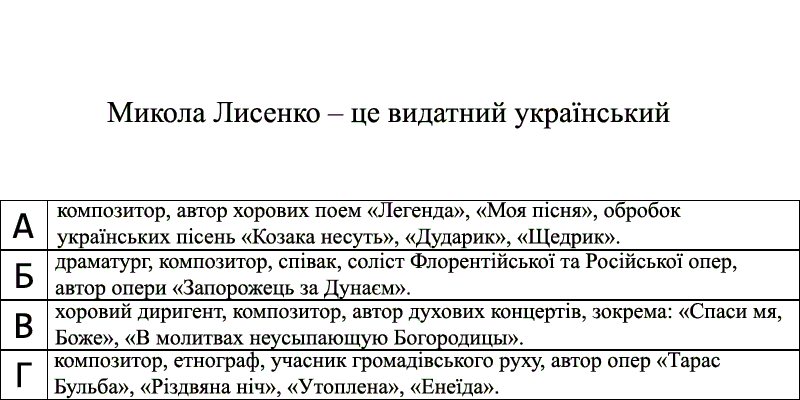 Микола Лисенко – це видатний український
А
композитор, автор хорових поем «Легенда», «Моя пісня», обробок
українських пісень «Козака несуть», «Дударик», «Щедрик».
Б
драматург, композитор, співак, соліст Флорентійської та Російської опер,
автор опери «Запорожець за Дунаєм».
В
хоровий диригент, композитор, автор духових концертів, зокрема: «Спаси мя,
Боже», «В молитвах неусыпающую Богородицы».
Г
композитор, етнограф, учасник громадівського руху, автор опер «Тарас
Бульба», «Різдвяна ніч», «Утоплена», «Енеїда».